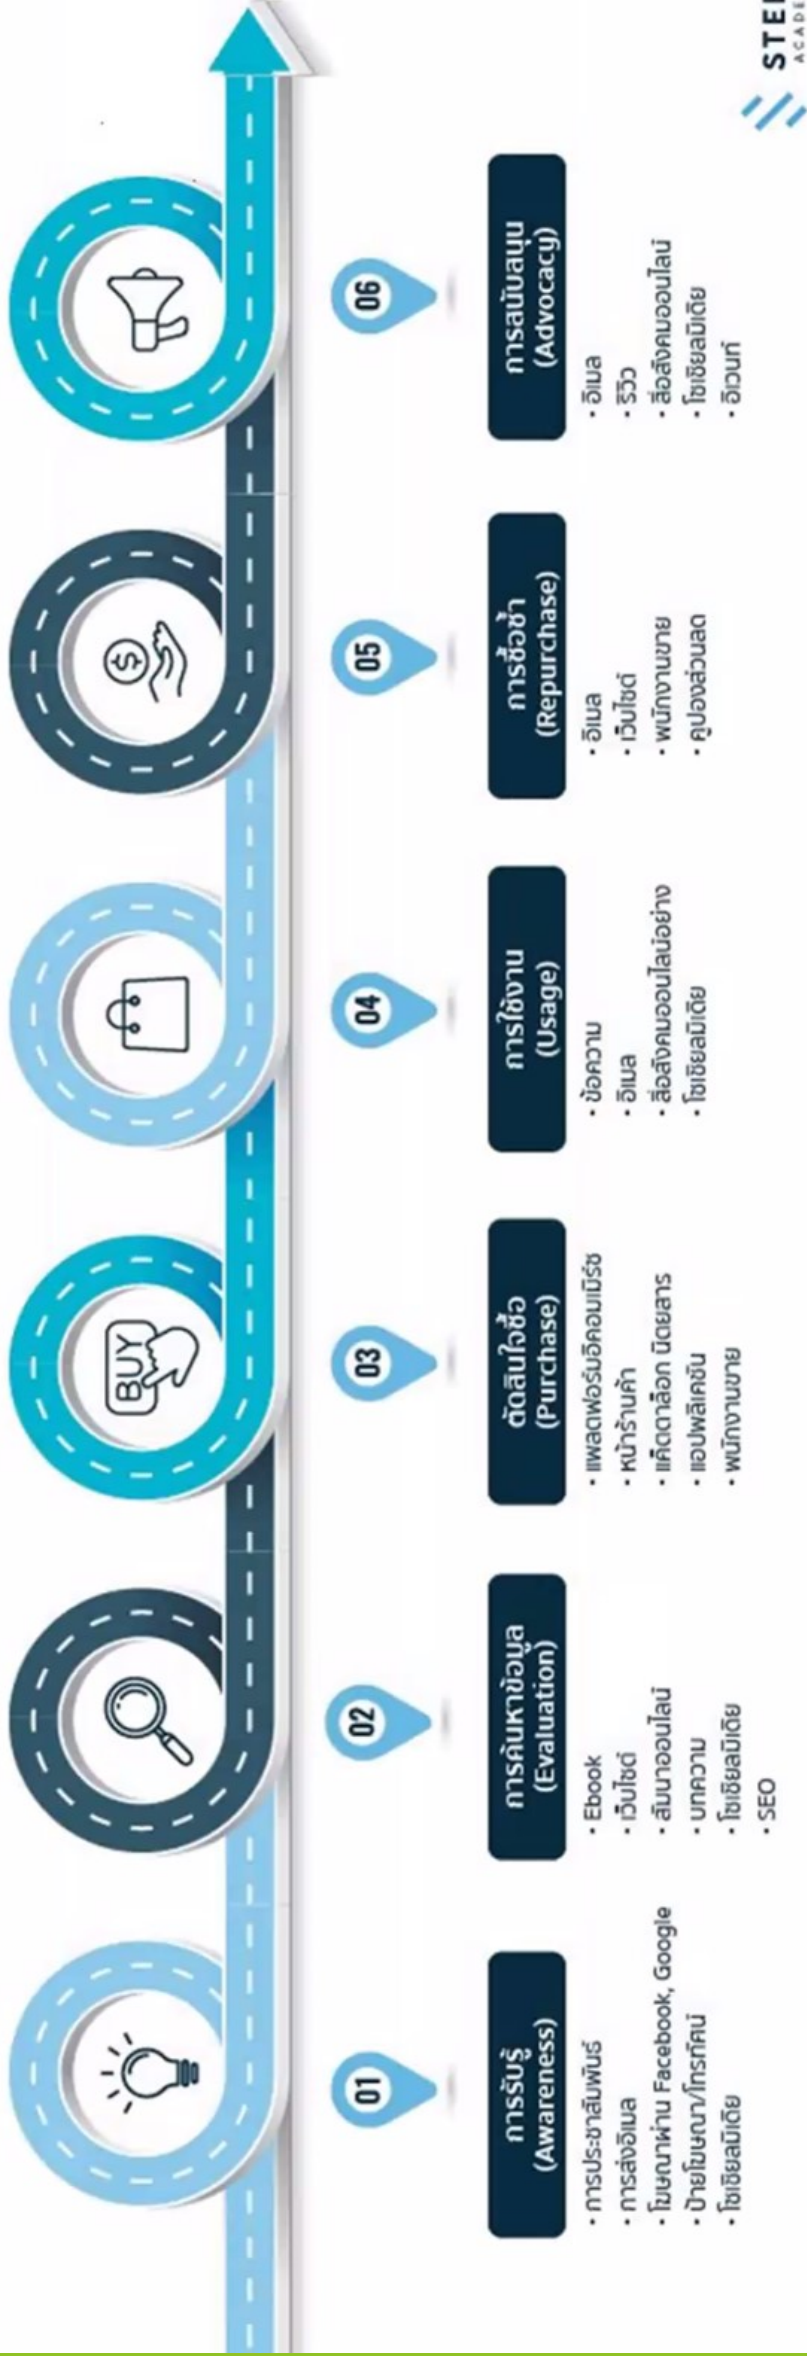 STEP
ACADE
BUY
01
การรับรู้
(Awareness)
• การประชาสัมพันธ์
• การส่งอีเมล
• โฆษณาผ่าน Facebook, Google
• ป้ายโฆษณา/โทรทัศน์
• โซเชียลมีเดีย
02
การค้นหาข้อมูล
(Evaluation)
• Ebook
• เว็บไซต์
• สัมนาออนไลน์
• บทความ
• โซเชียลมีเดีย
• SEO
03
ตัดสินใจซื้อ
(Purchase)
• แพลตฟอร์มอีคอมเมิร์ซ
• หน้าร้านค้า
• แค็ตตาล็อก นิตยสาร
• แอปพลิเคชัน
• พนักงานขาย
04
การใช้งาน
(Usage)
• ข้อความ
• อีเมล
• สื่อสังคมออนไลน์อย่าง
• โซเชียลมีเดีย
05
การซื้อซ้ำ
(Repurchase)
• อีเมล
• เว็บไซต์
• พนักงานขาย
• คูปองส่วนลด
06
การสนับสนุน
(Advocacy)
• อีเมล
• รีวิว
• สื่อสังคมออนไลน์
• โซเชียลมีเดีย
• อีเวนท์